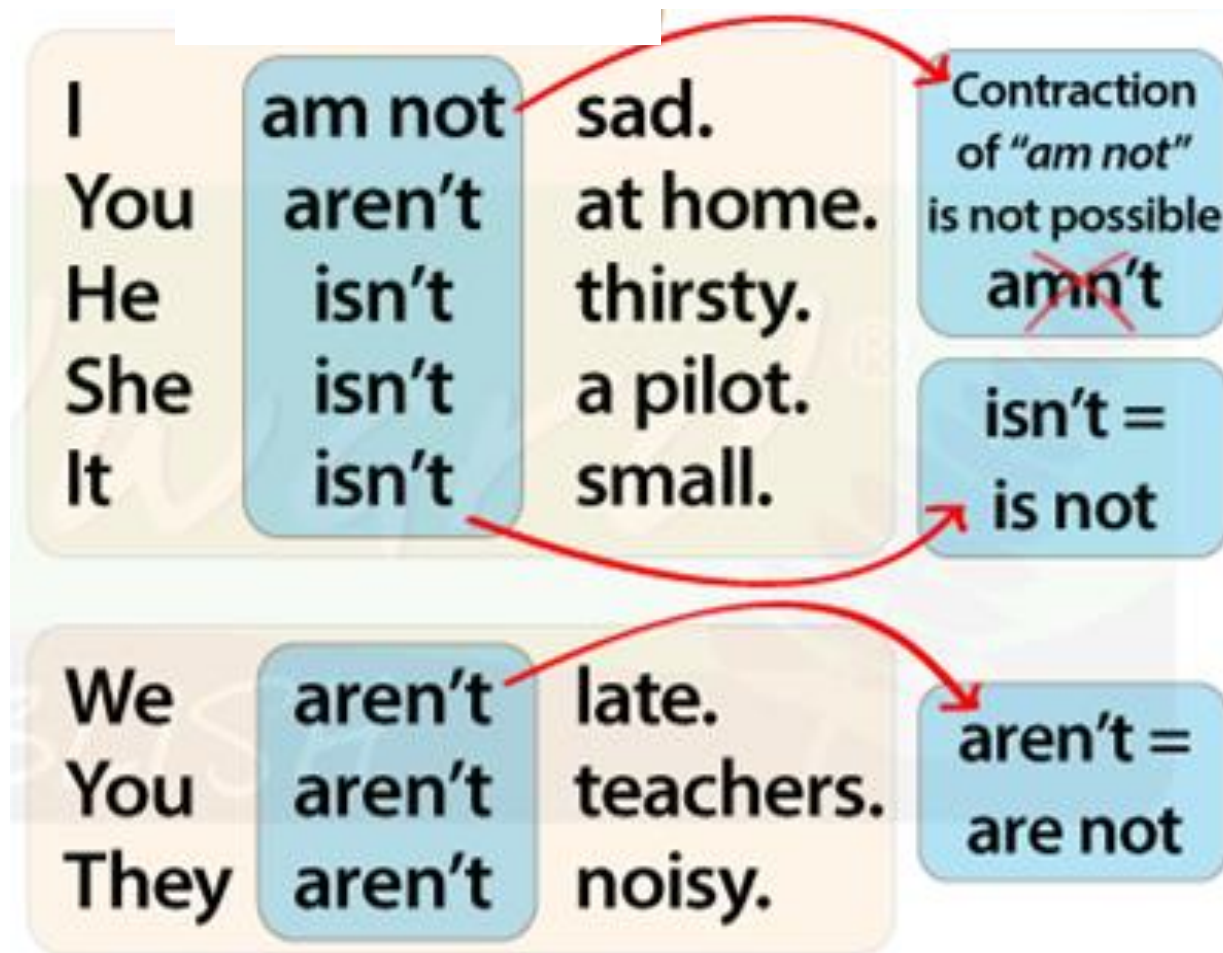 I am not sad.
You aren't at home.
He isn't thirsty.
She isn't a pilot.
It isn't small.
Contraction
of "am not"
is not possible
amn't
isn't =
is not
We aren't late.
You aren't teachers.
They aren't noisy.
aren't =
are not